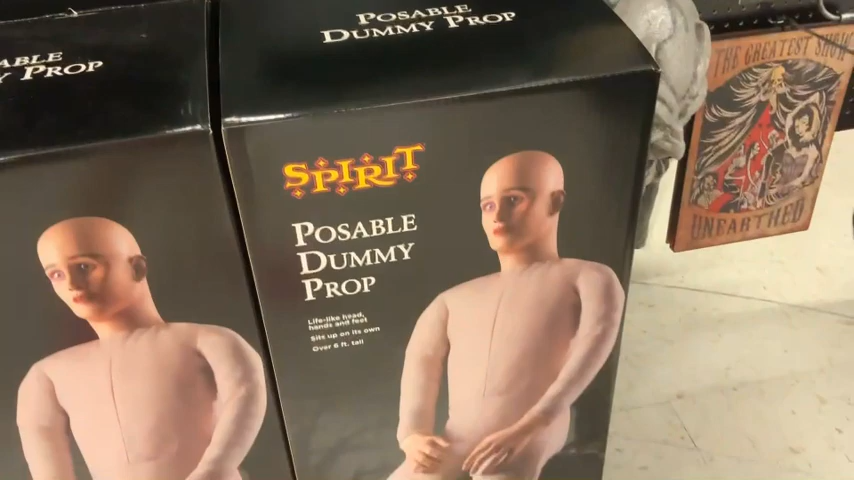 POSABLE
DUMMY PROP
ABLE
Y PROP
SPIRIT
POSABLE
DUMMY
PROP
Life-like head,
hands and feet
Sits up on its own
Over 6 ft. tall
THE GREATEST SHOW
UNEARTHED